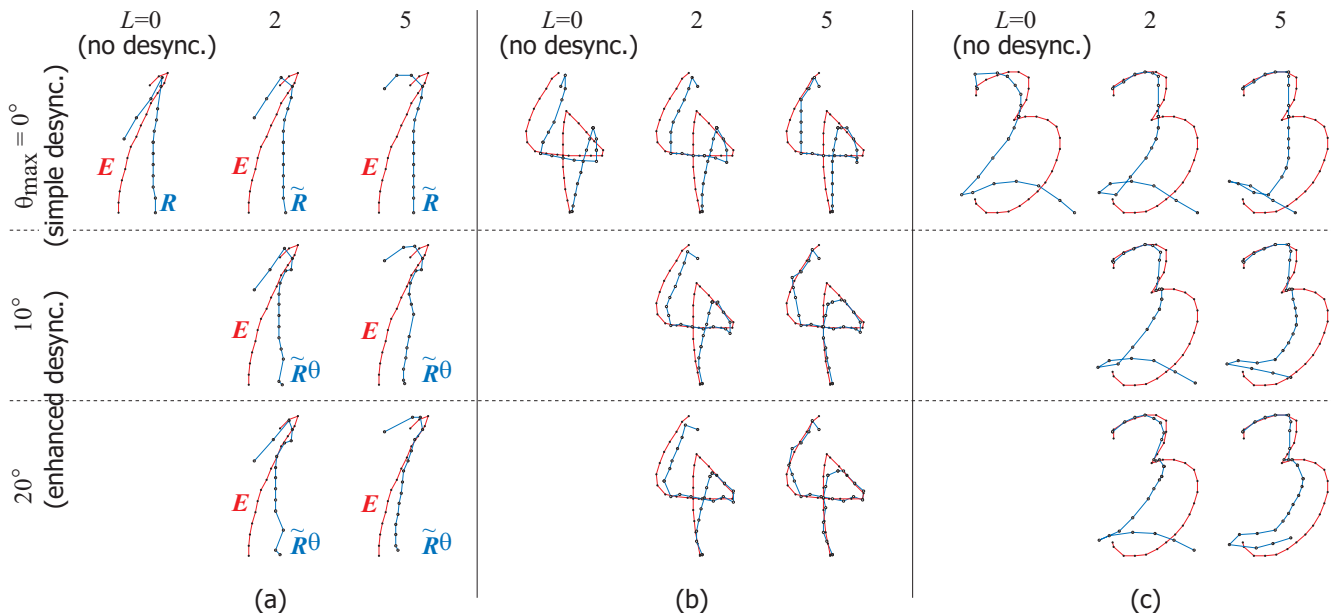 L=0 2 5 L=0 2 5 L=0 2 5
(no desync.) (no desync.) (no desync.)
θmax = 0°
(simple desync.)
E R E R̃ E R̃
10°
(enhanced desync.)
E R̃θ E R̃θ
20°
E R̃θ E R̃θ
(a) (b) (c)